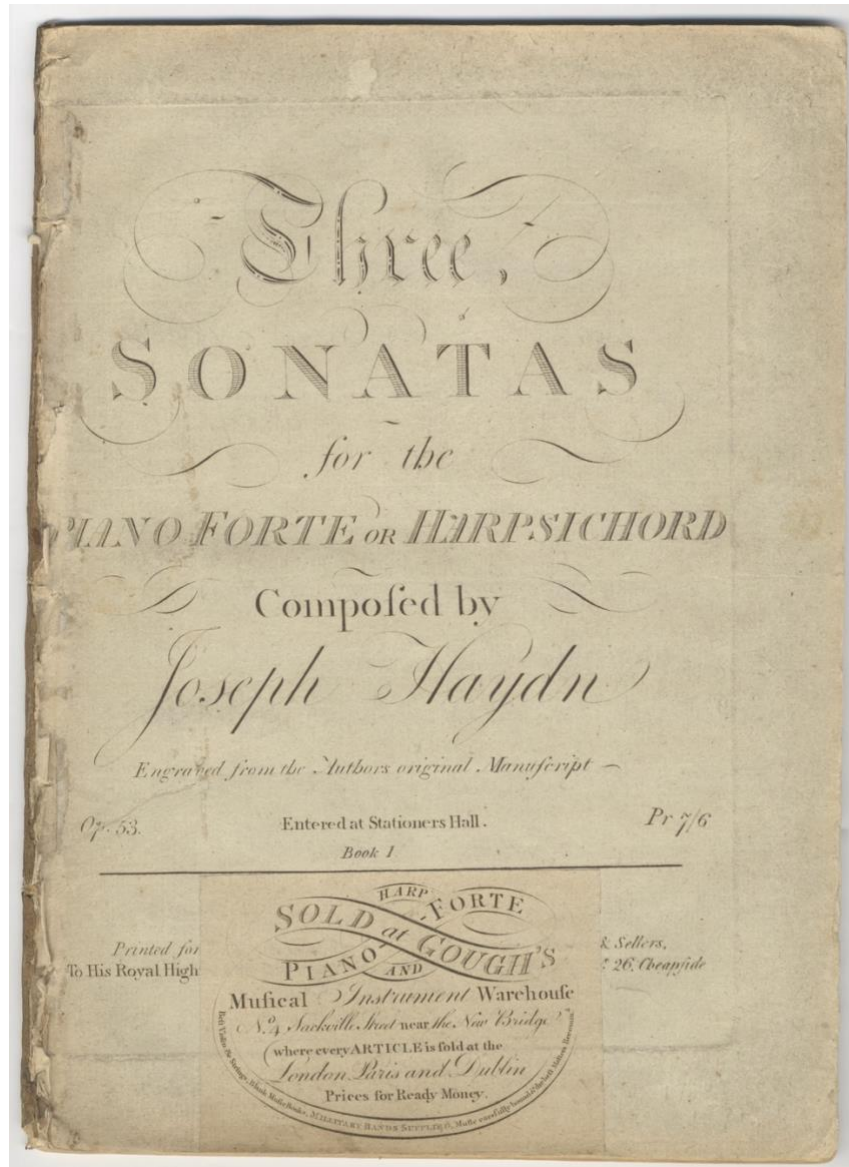 Three,
SONATAS
for the
PIANO FORTE OR HARPSICHORD
Compoſed by
Joseph Haydn
Engraved from the Authors original Manuſcript
Op. 53.
Entered at Stationers Hall.
Pr 7/6
Book I
Printed for
& Sellers,
To His Royal High
26, Cheapſide
HARP
SOLD at GOUGH'S
PIANO-FORTE
AND
Muſical Instrument Warehouſe
No. 4 Sackville Street near the New Bridge
where every ARTICLE is ſold at the
London Paris and Dublin
Prices for Ready Money.
MILITARY BANDS SUPPLIED,